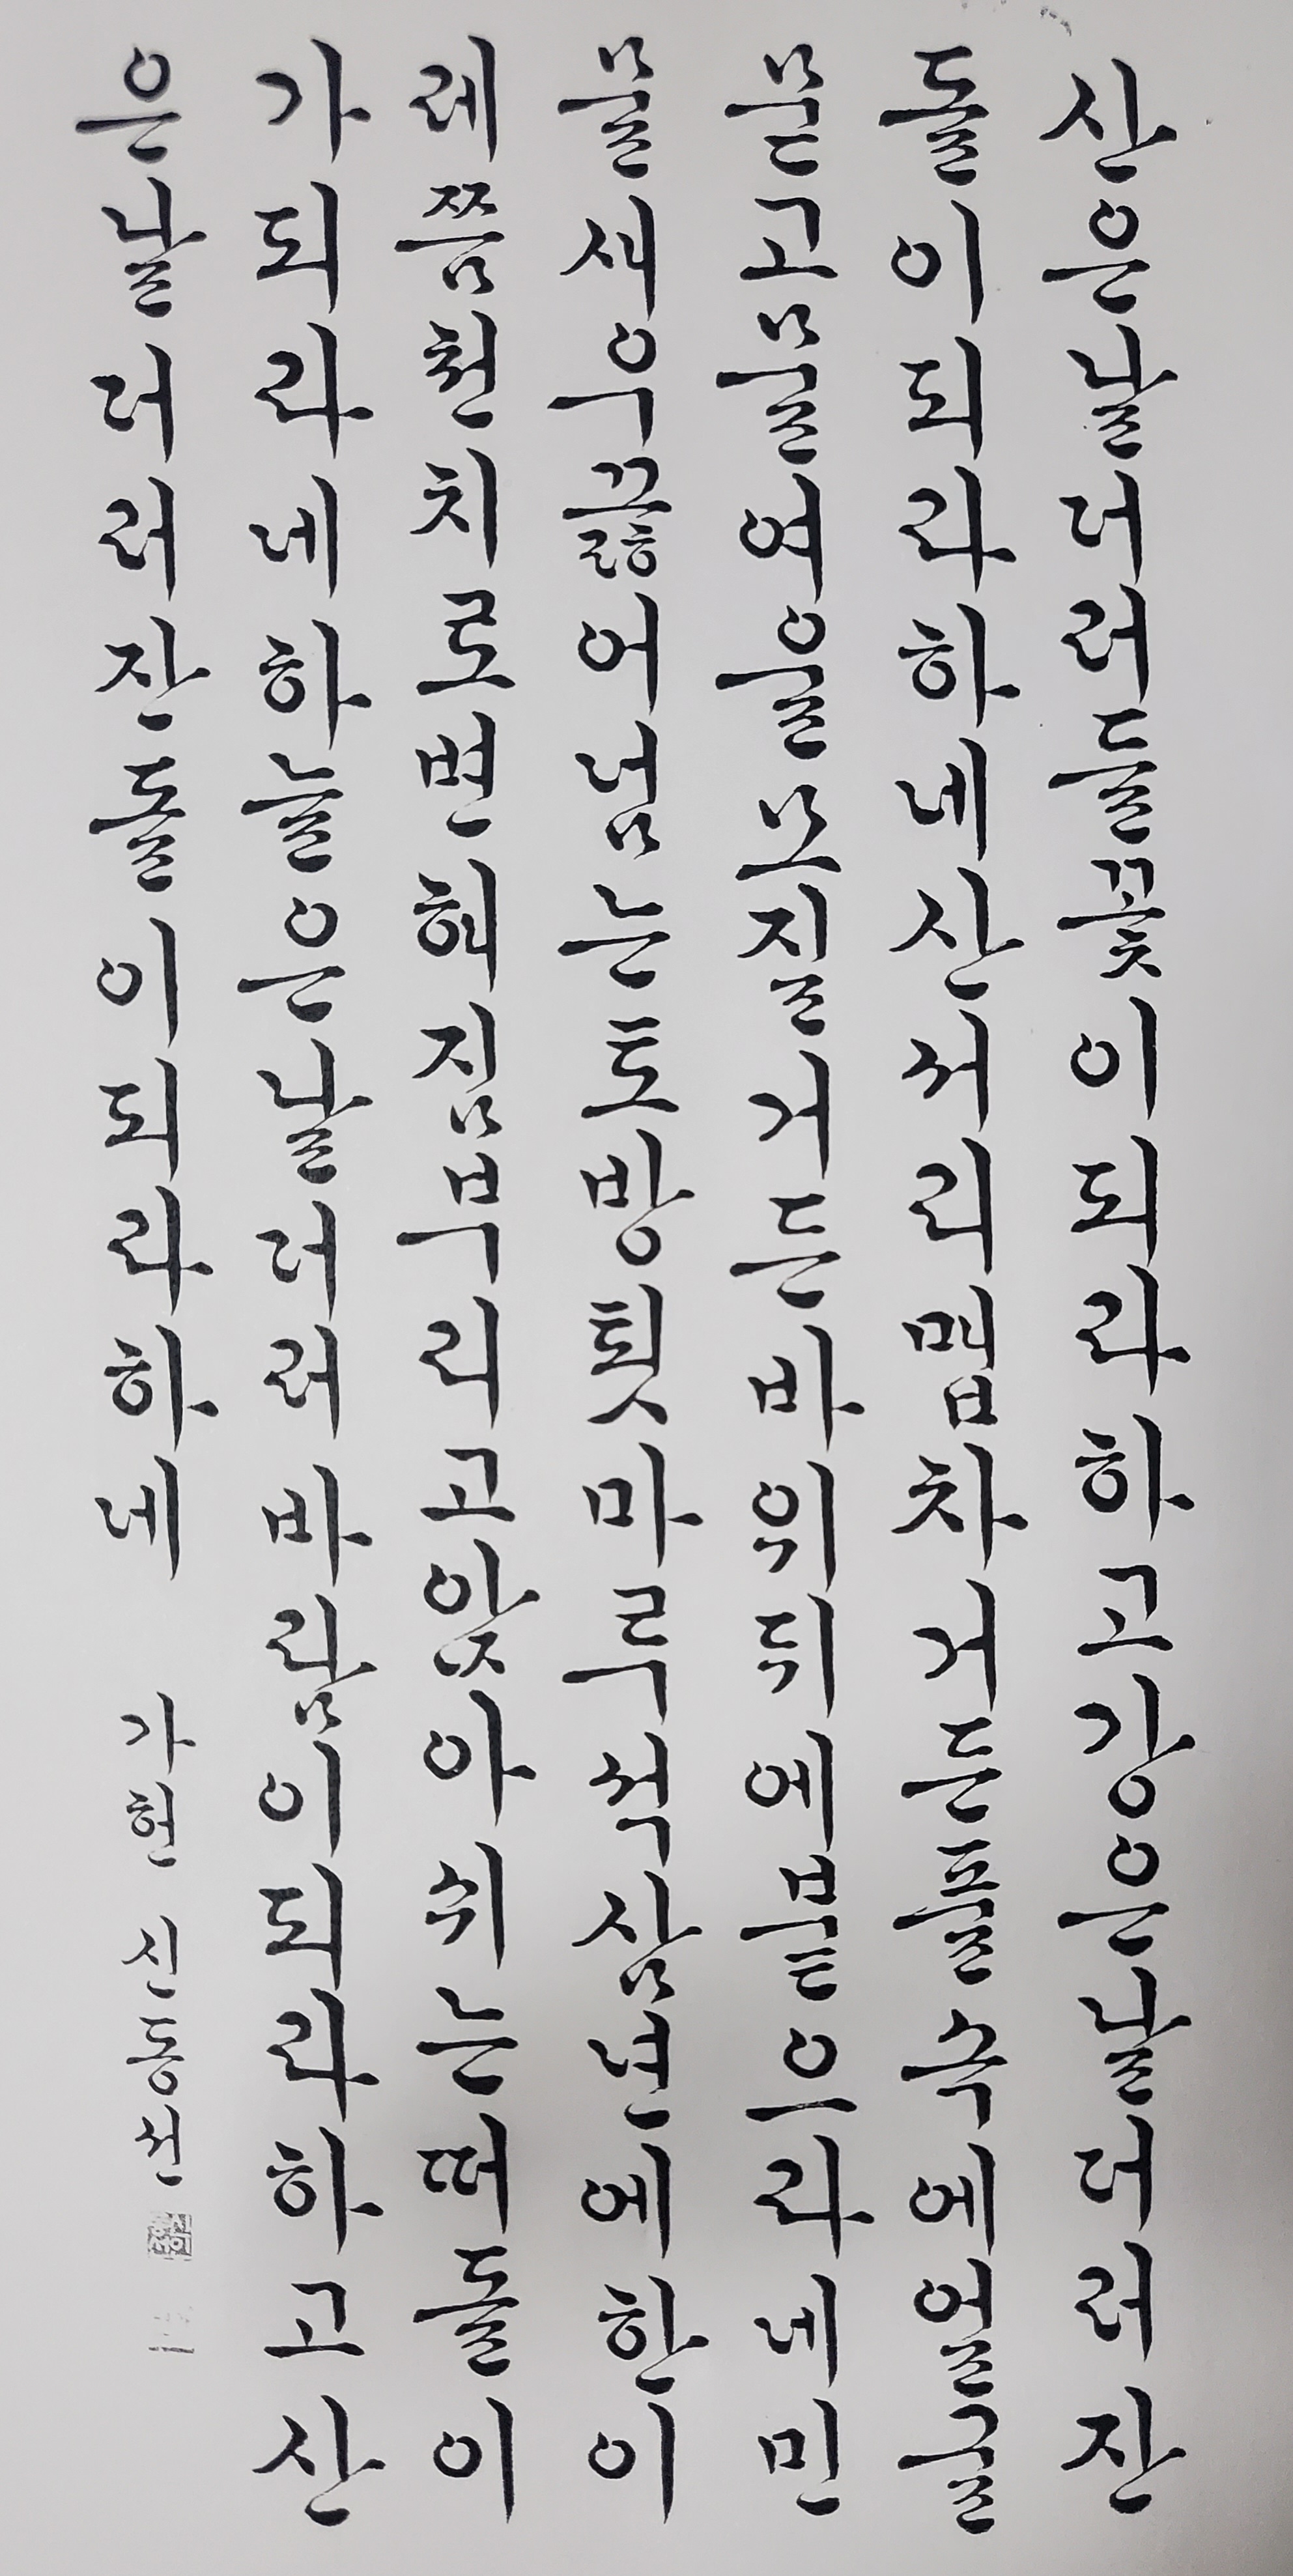 산은날더러들꽃이되라하고강은날더러잔
돌이되라하네산서리맵차거든풀속에얼굴
묻고물여울모질거든바위뒤에붙으라네민
물새우끓어넘는토방툇마루석삼년에한이
레쯤천치로변해짐부리고앉아쉬는떠돌이
가되라네하늘은날더러바람이되라하고산
은날더러잔돌이되라하네 가현 신동선